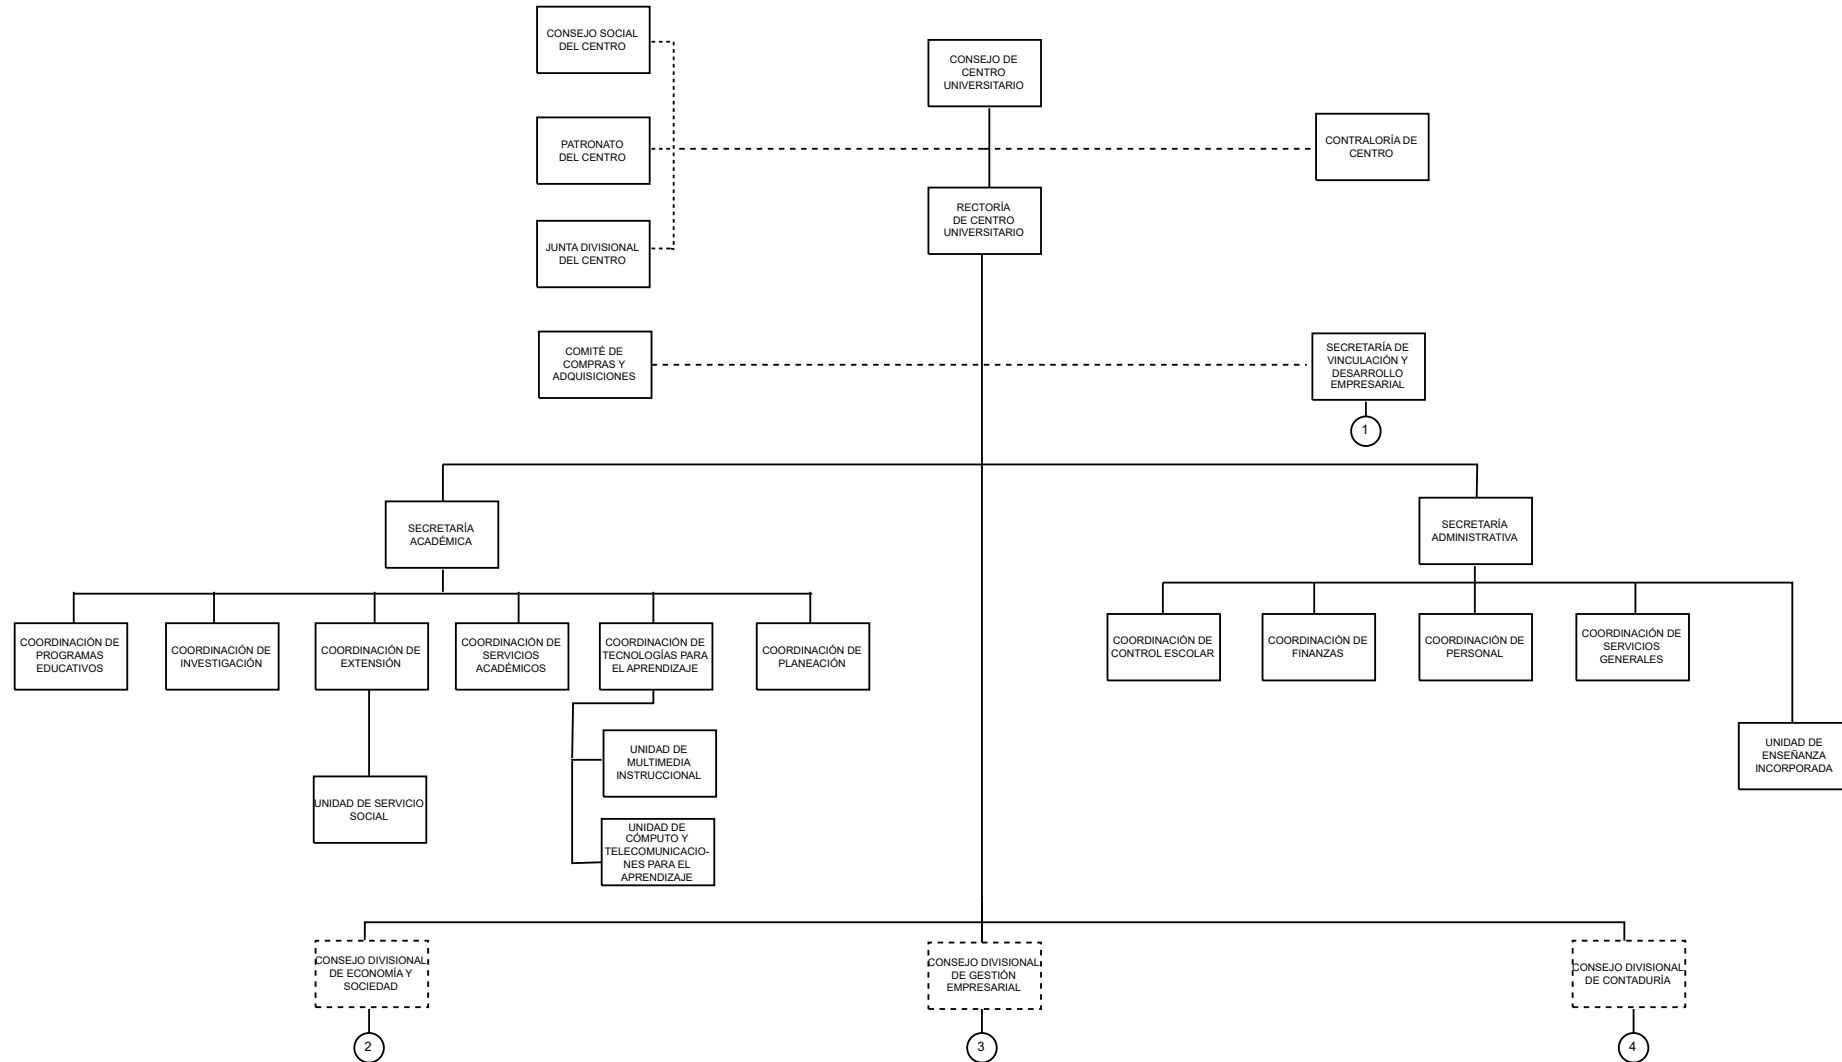 CONSEJO SOCIAL
DEL CENTRO
CONSEJO DE
CENTRO
UNIVERSITARIO
PATRONATO
DEL CENTRO
CONTRALORÍA DE
CENTRO
RECTORÍA
DE CENTRO
UNIVERSITARIO
JUNTA DIVISIONAL
DEL CENTRO
COMITÉ DE
COMPRAS Y
ADQUISICIONES
SECRETARÍA DE
VINCULACIÓN Y
DESARROLLO
EMPRESARIAL
1
SECRETARÍA
ACADÉMICA
SECRETARÍA
ADMINISTRATIVA
COORDINACIÓN DE
PROGRAMAS
EDUCATIVOS
COORDINACIÓN DE
INVESTIGACIÓN
COORDINACIÓN DE
EXTENSIÓN
COORDINACIÓN DE
SERVICIOS
ACADÉMICOS
COORDINACIÓN DE
TECNOLOGÍAS PARA
EL APRENDIZAJE
COORDINACIÓN DE
PLANEACIÓN
COORDINACIÓN DE
CONTROL ESCOLAR
COORDINACIÓN DE
FINANZAS
COORDINACIÓN DE
PERSONAL
COORDINACIÓN DE
SERVICIOS
GENERALES
UNIDAD DE
ENSEÑANZA
INCORPORADA
UNIDAD DE
MULTIMEDIA
INSTRUCCIONAL
UNIDAD DE SERVICIO
SOCIAL
UNIDAD DE
CÓMPUTO Y
TELECOMUNICACIO-
NES PARA EL
APRENDIZAJE
CONSEJO DIVISIONAL
DE ECONOMÍA Y
SOCIEDAD
CONSEJO DIVISIONAL
DE GESTIÓN
EMPRESARIAL
CONSEJO DIVISIONAL
DE CONTADURÍA
2
3
4